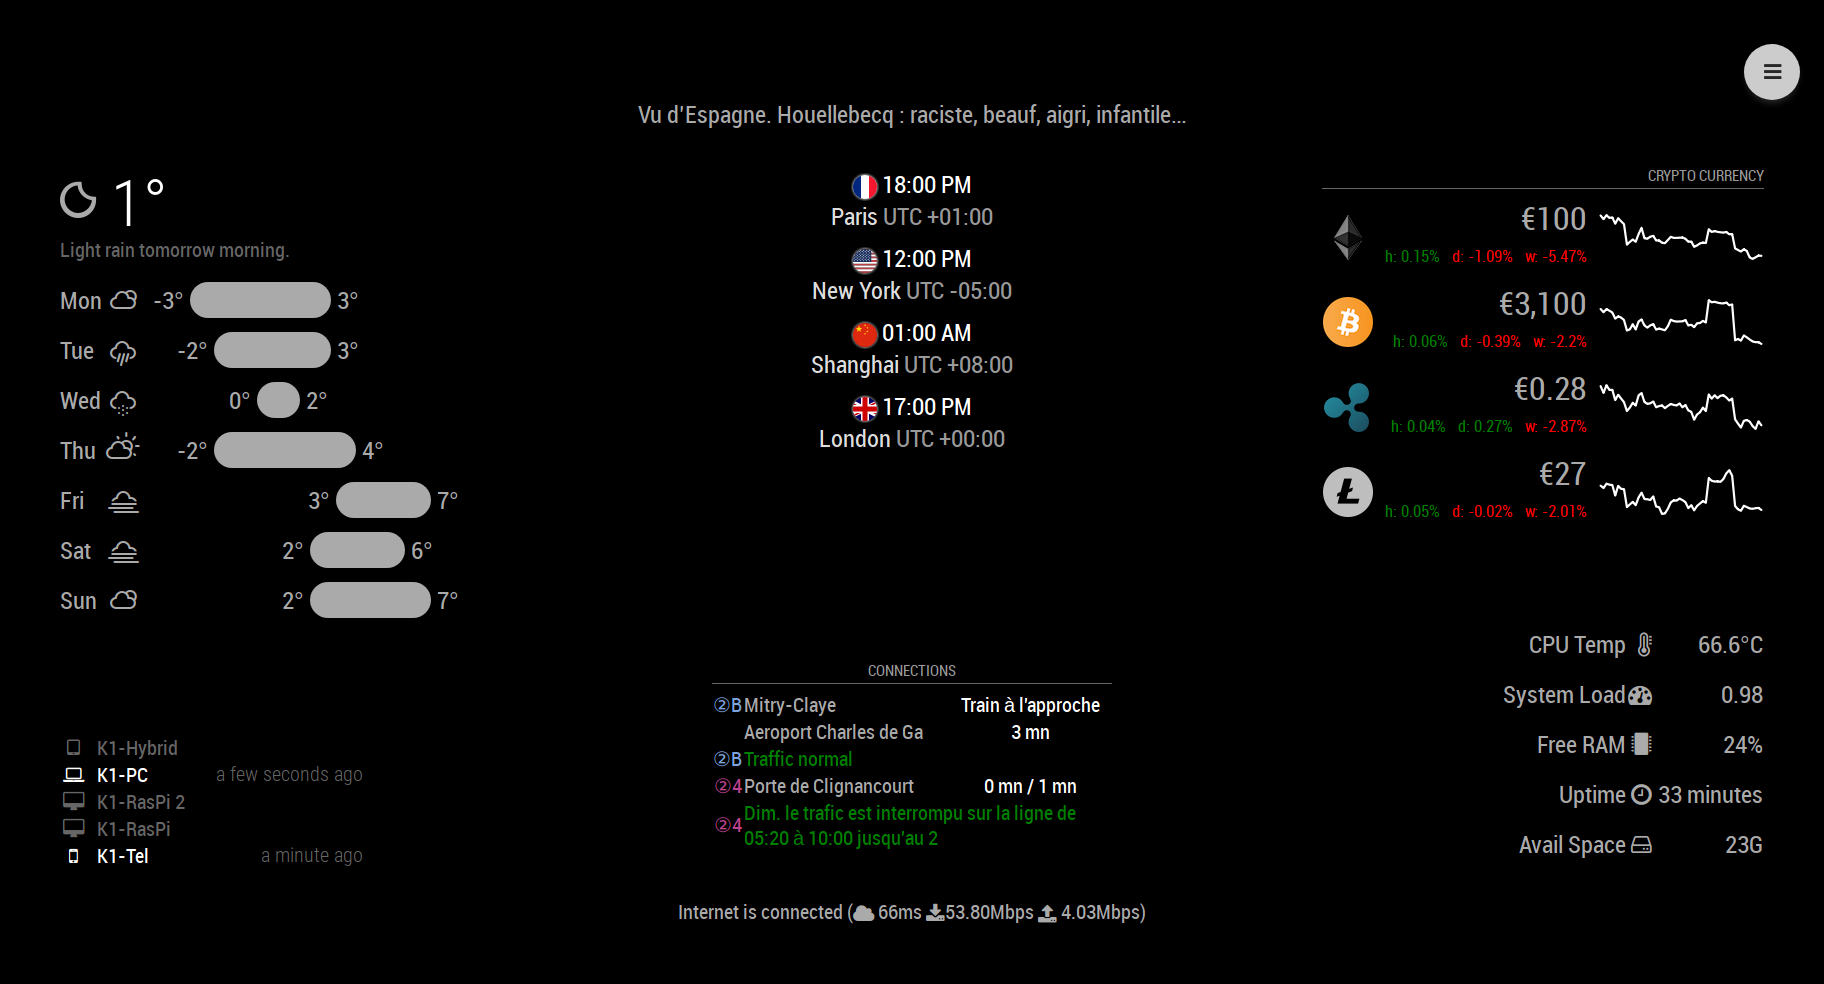 Vu d'Espagne. Houellebecq : raciste, beauf, aigri, infantile...
1°
Light rain tomorrow morning.
Mon -3° 3°
Tue -2° 3°
Wed 0° 2°
Thu -2° 4°
Fri 3° 7°
Sat 2° 6°
Sun 2° 7°
K1-Hybrid
K1-PC a few seconds ago
K1-RasPi 2
K1-RasPi
K1-Tel a minute ago
18:00 PM
Paris UTC +01:00
12:00 PM
New York UTC -05:00
01:00 AM
Shanghai UTC +08:00
17:00 PM
London UTC +00:00
CONNECTIONS
②B Mitry-Claye Train à l'approche
Aeroport Charles de Ga 3 mn
②B Traffic normal
②4 Porte de Clignancourt 0 mn / 1 mn
②4 Dim. le trafic est interrompu sur la ligne de
05:20 à 10:00 jusqu'au 2
Internet is connected (66ms 53.80Mbps 4.03Mbps)
CRYPTO CURRENCY
€100
h: 0.15% d: -1.09% w: -5.47%
€3,100
h: 0.06% d: -0.39% w: -2.2%
€0.28
h: 0.04% d: 0.27% w: -2.87%
€27
h: 0.05% d: -0.02% w: -2.01%
CPU Temp 66.6°C
System Load 0.98
Free RAM 24%
Uptime 33 minutes
Avail Space 23G